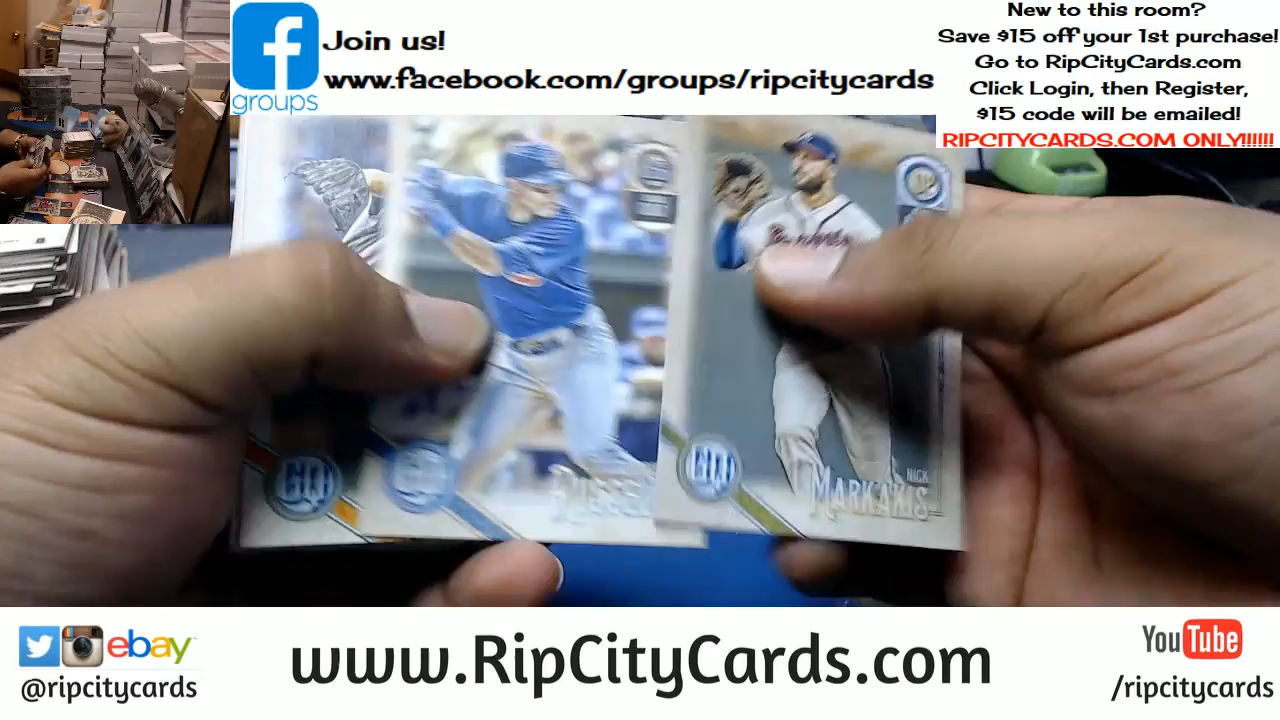 Join us!
www.facebook.com/groups/ripcitycards
groups
New to this room?
Save $15 off your 1st purchase!
Go to RipCityCards.com
Click Login, then Register,
$15 code will be emailed!
RIPCITYCARDS.COM ONLY!!!!!!
GQ
GQ
NICK
MARKAKIS
ebay
@ripcitycards
www.RipCityCards.com
YouTube
/ripcitycards